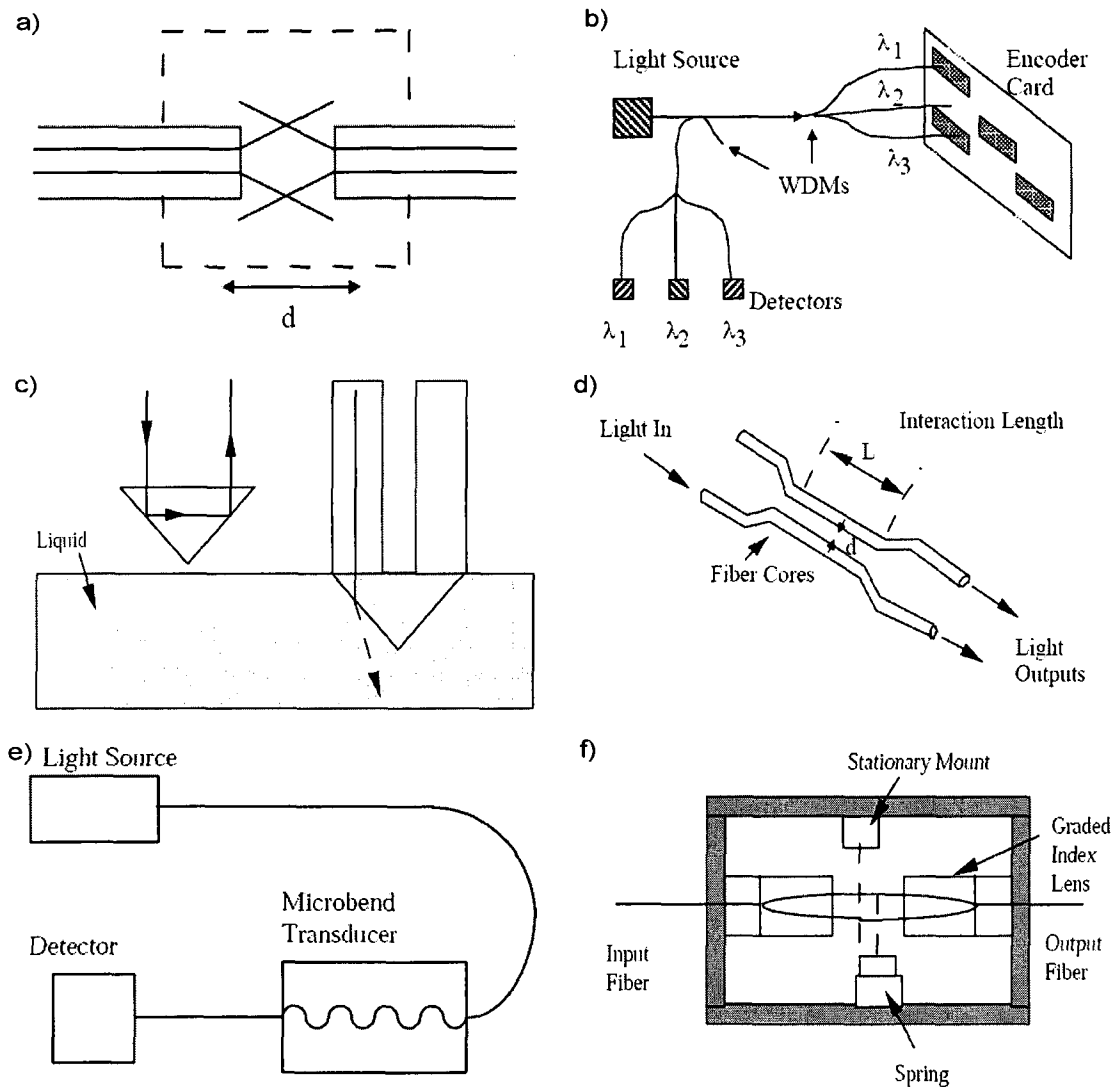 a)
d
b)
Light Source
λ1
Encoder
Card
λ2
λ3
WDMs
Detectors
λ1 λ2 λ3
c)
Liquid
d)
Light In
Interaction Length
L
d
Fiber Cores
Light
Outputs
e)
Light Source
Microbend
Transducer
Detector
f)
Stationary Mount
Graded
Index
Lens
Input
Fiber
Output
Fiber
Spring